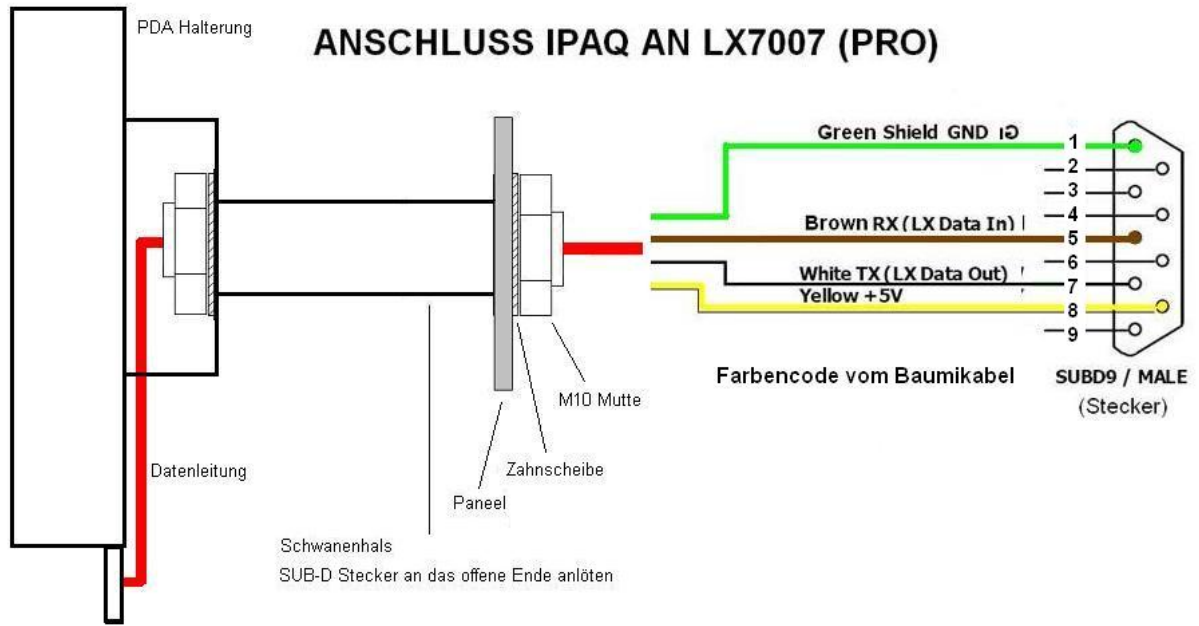 PDA Halterung
ANSCHLUSS IPAQ AN LX7007 (PRO)
Green Shield GND
1
2
3
4
Brown RX (LX Data In)
5
6
White TX (LX Data Out)
7
Yellow +5V
8
9
Farbencode vom Baumikabel
SUBD9 / MALE
(Stecker)
M10 Mutte
Zahnscheibe
Datenleitung
Paneel
Schwanenhals
SUB-D Stecker an das offene Ende anlöten